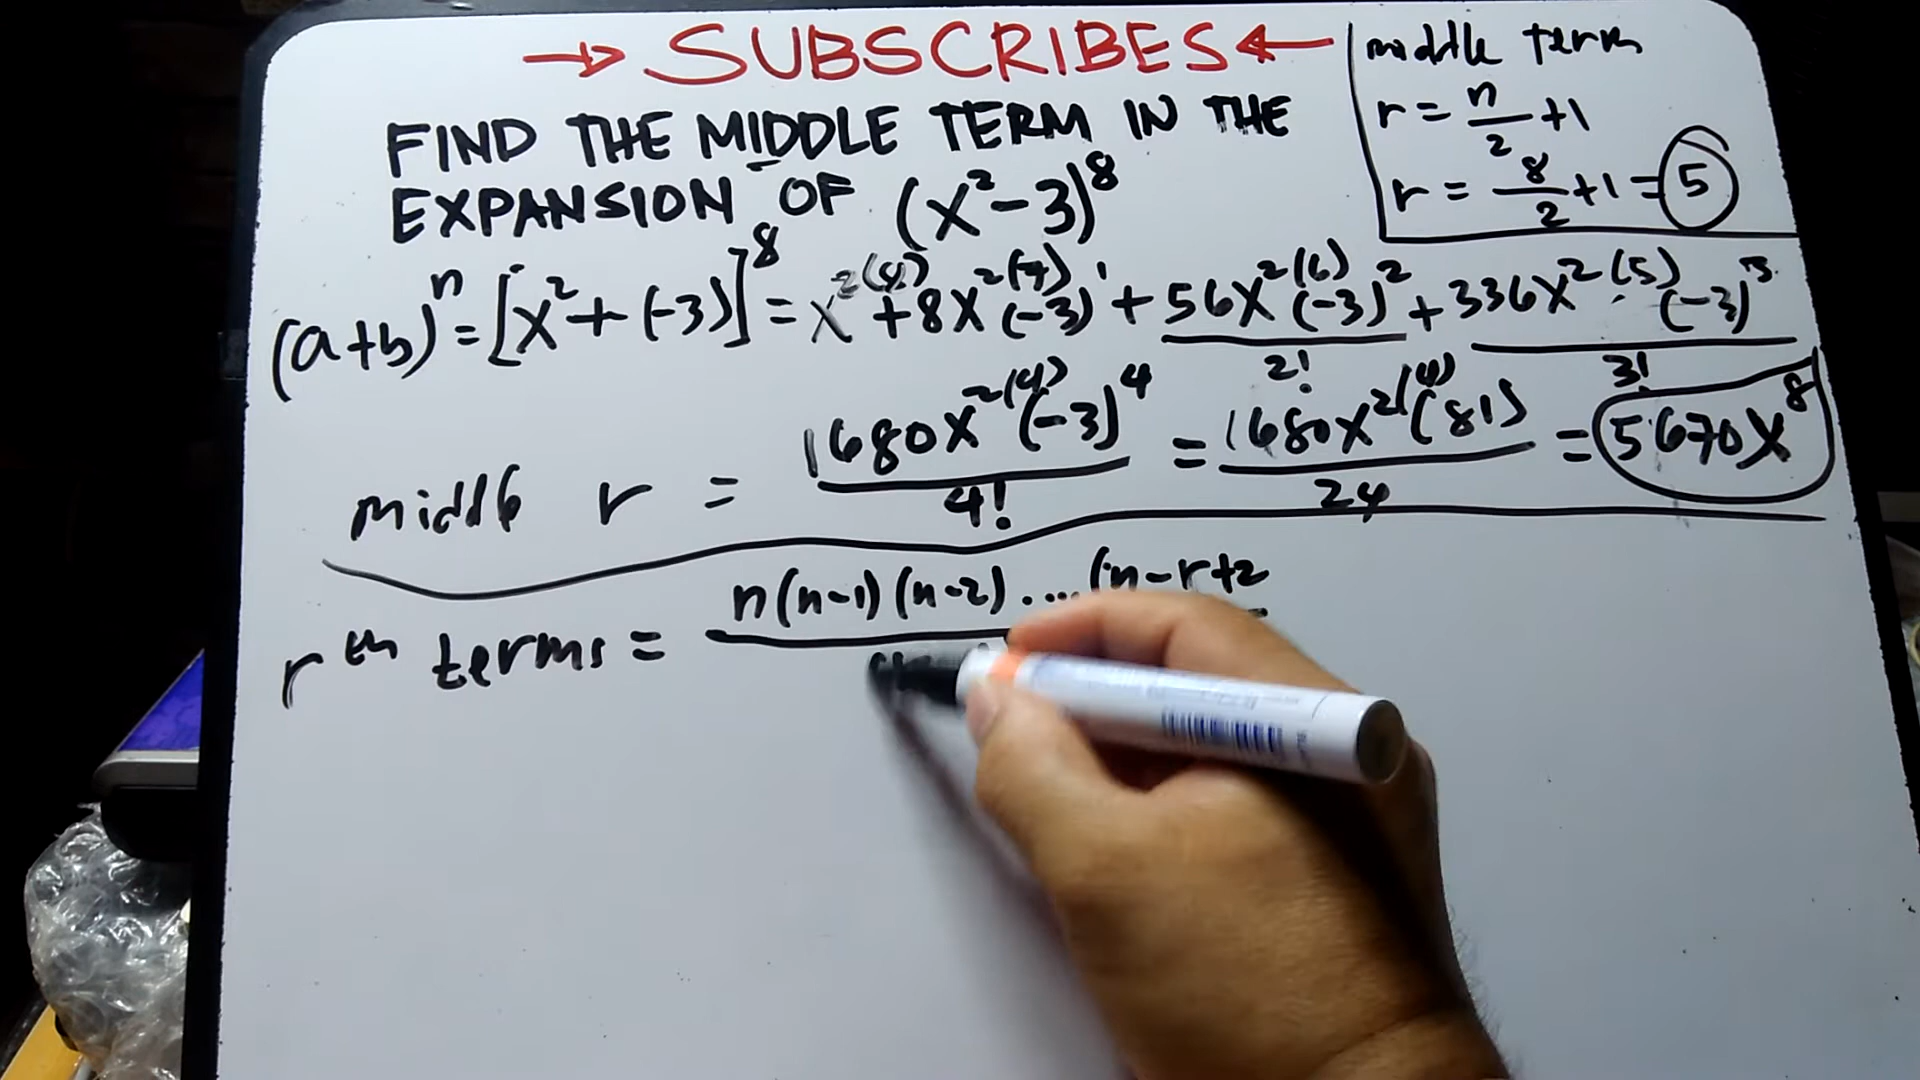 → SUBSCRIBES ←
FIND THE MIDDLE TERM IN THE
EXPANSION OF (x²-3)⁸
middle term
r = n/2 +1
r = 8/2 +1 = 5
(a+b)ⁿ = [x²+(-3)]⁸ = x²⁽⁸⁾ +8x²⁽⁷⁾(-3)¹ + 56x²⁽⁶⁾(-3)²/2! + 336x²⁽⁵⁾(-3)³/3!
middle r = 1680x²⁽⁴⁾(-3)⁴/4! = 1680x²⁽⁴⁾(81)/24 = 5670x⁸
rth terms = n(n-1)(n-2)....(n-r+2